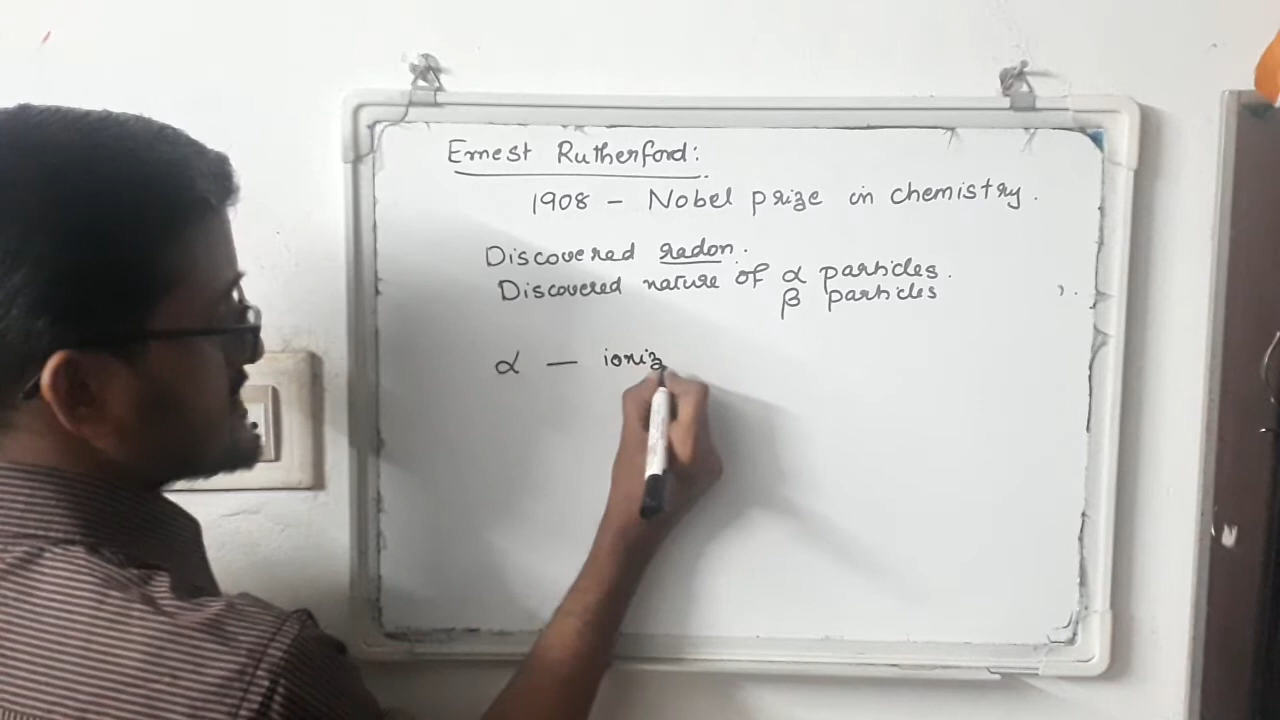 Ernest Rutherford:
1908 - Nobel prize in chemistry.
Discovered radon.
Discovered nature of α particles.
β particles
α — ioniz